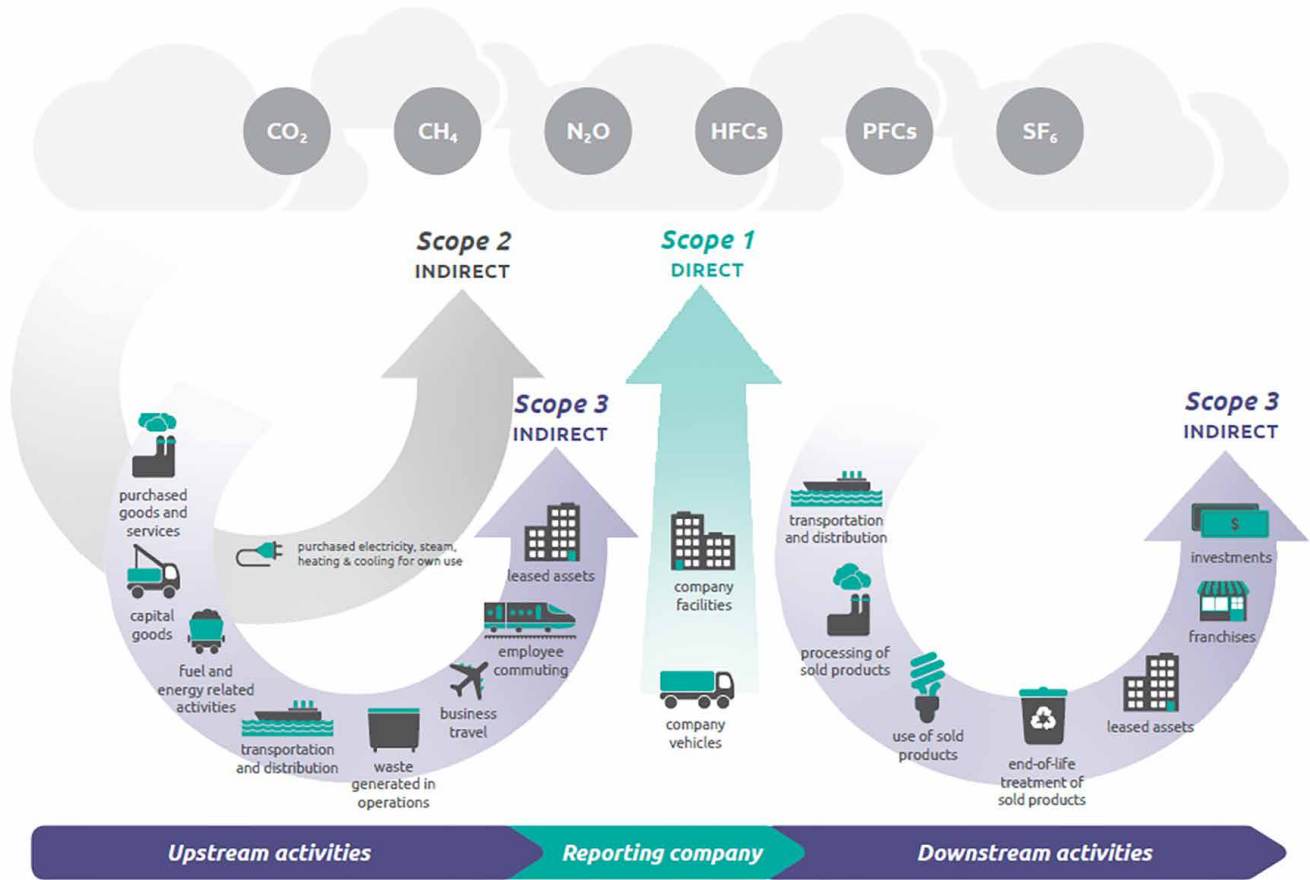 CO₂
CH₄
N₂O
HFCs
PFCs
SF₆
Scope 2
INDIRECT
Scope 1
DIRECT
Scope 3
INDIRECT
Scope 3
INDIRECT
purchased
goods and
services
capital
goods
fuel and
energy related
activities
transportation
and distribution
waste
generated in
operations
business
travel
employee
commuting
leased assets
purchased electricity, steam,
heating & cooling for own use
company
facilities
company
vehicles
transportation
and distribution
processing of
sold products
use of sold
products
end-of-life
treatment of
sold products
leased assets
franchises
investments
$
Upstream activities
Reporting company
Downstream activities